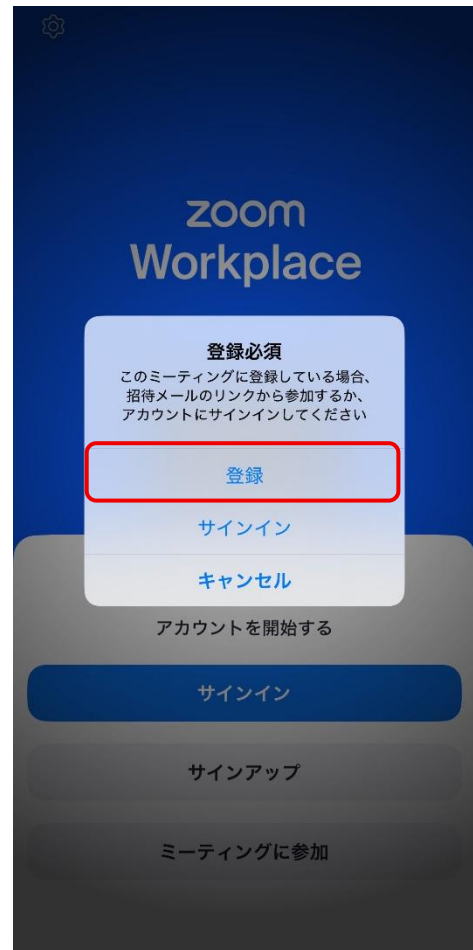 zoom
Workplace
登録必須
このミーティングに登録している場合、
招待メールのリンクから参加するか、
アカウントにサインインしてください
登録
サインイン
キャンセル
アカウントを開始する
サインイン
サインアップ
ミーティングに参加